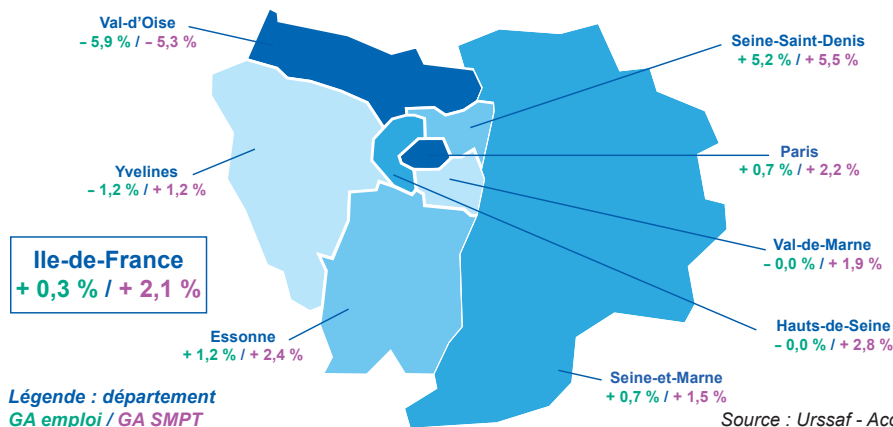 Val-d'Oise
– 5,9 % / – 5,3 %
Seine-Saint-Denis
+ 5,2 % / + 5,5 %
Yvelines
– 1,2 % / + 1,2 %
Paris
+ 0,7 % / + 2,2 %
Ile-de-France
+ 0,3 % / + 2,1 %
Val-de-Marne
– 0,0 % / + 1,9 %
Essonne
+ 1,2 % / + 2,4 %
Hauts-de-Seine
– 0,0 % / + 2,8 %
Seine-et-Marne
+ 0,7 % / + 1,5 %
Légende : département
GA emploi / GA SMPT
Source : Urssaf - Aco